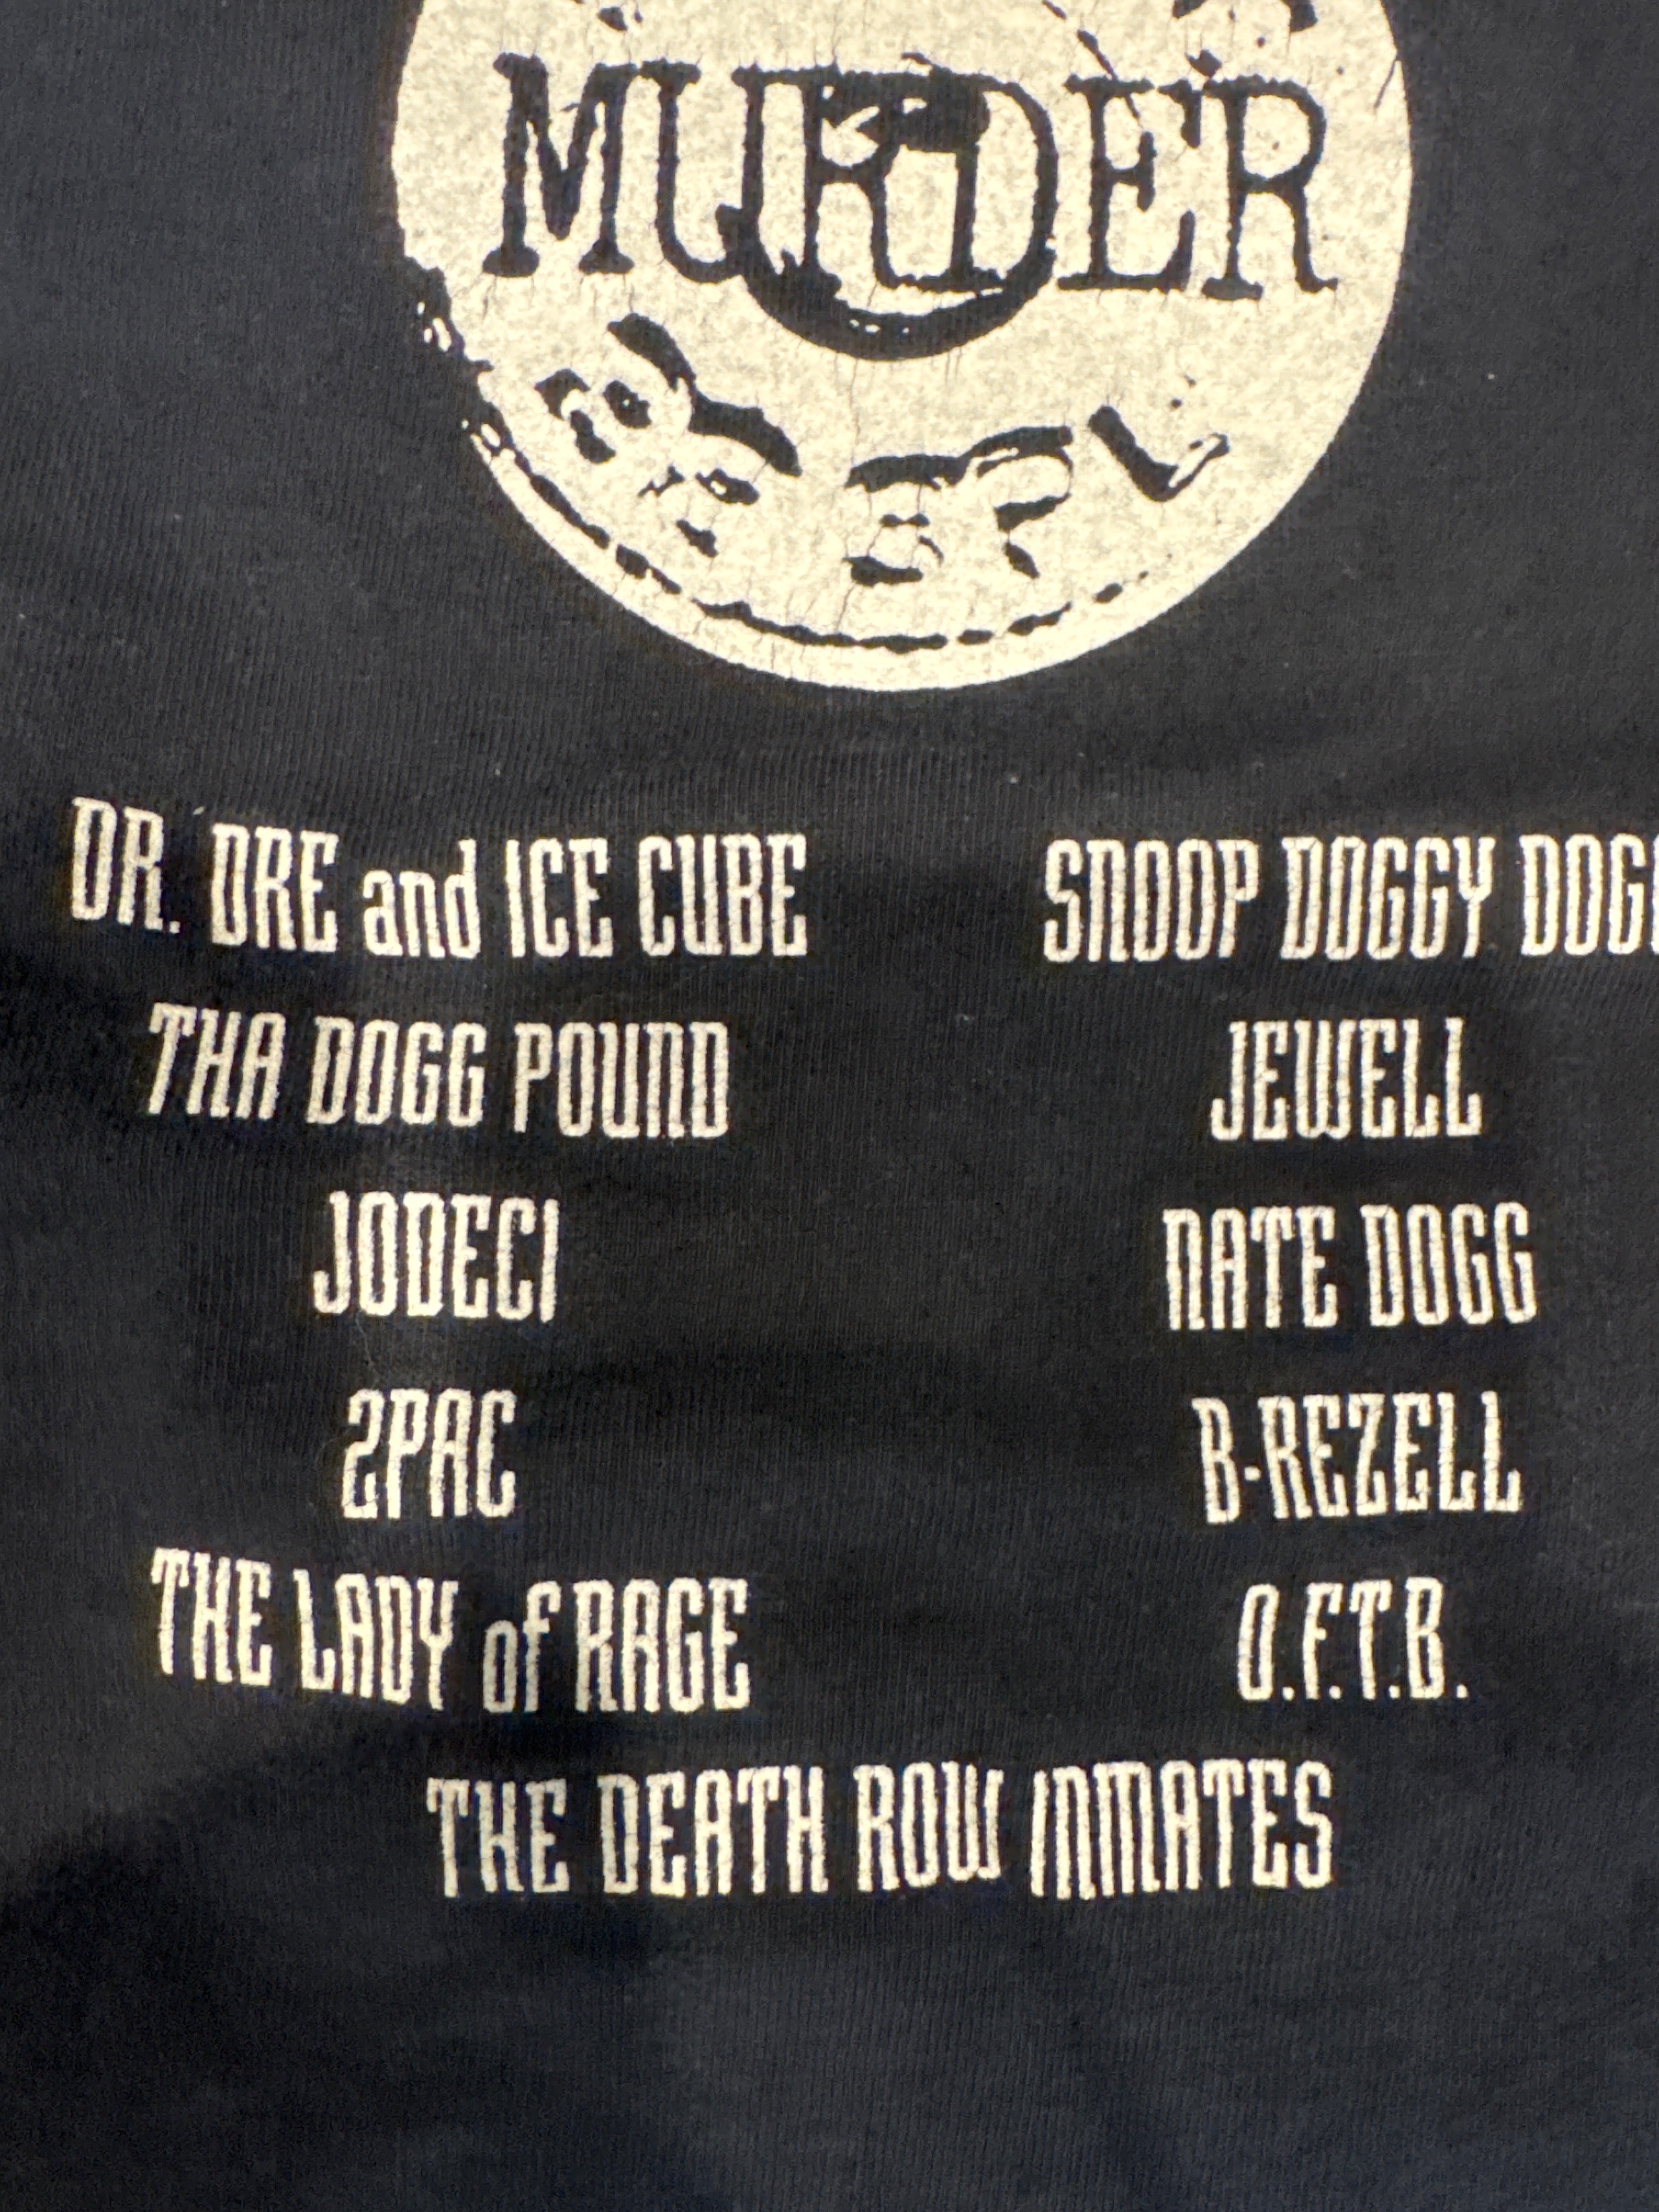 MURDER
DR. DRE and ICE CUBE
SNOOP DOGGY DOGG
THA DOGG POUND
JEWELL
JODECI
NATE DOGG
2PAC
B-REZELL
THE LADY of RAGE
O.F.T.B.
THE DEATH ROW INMATES